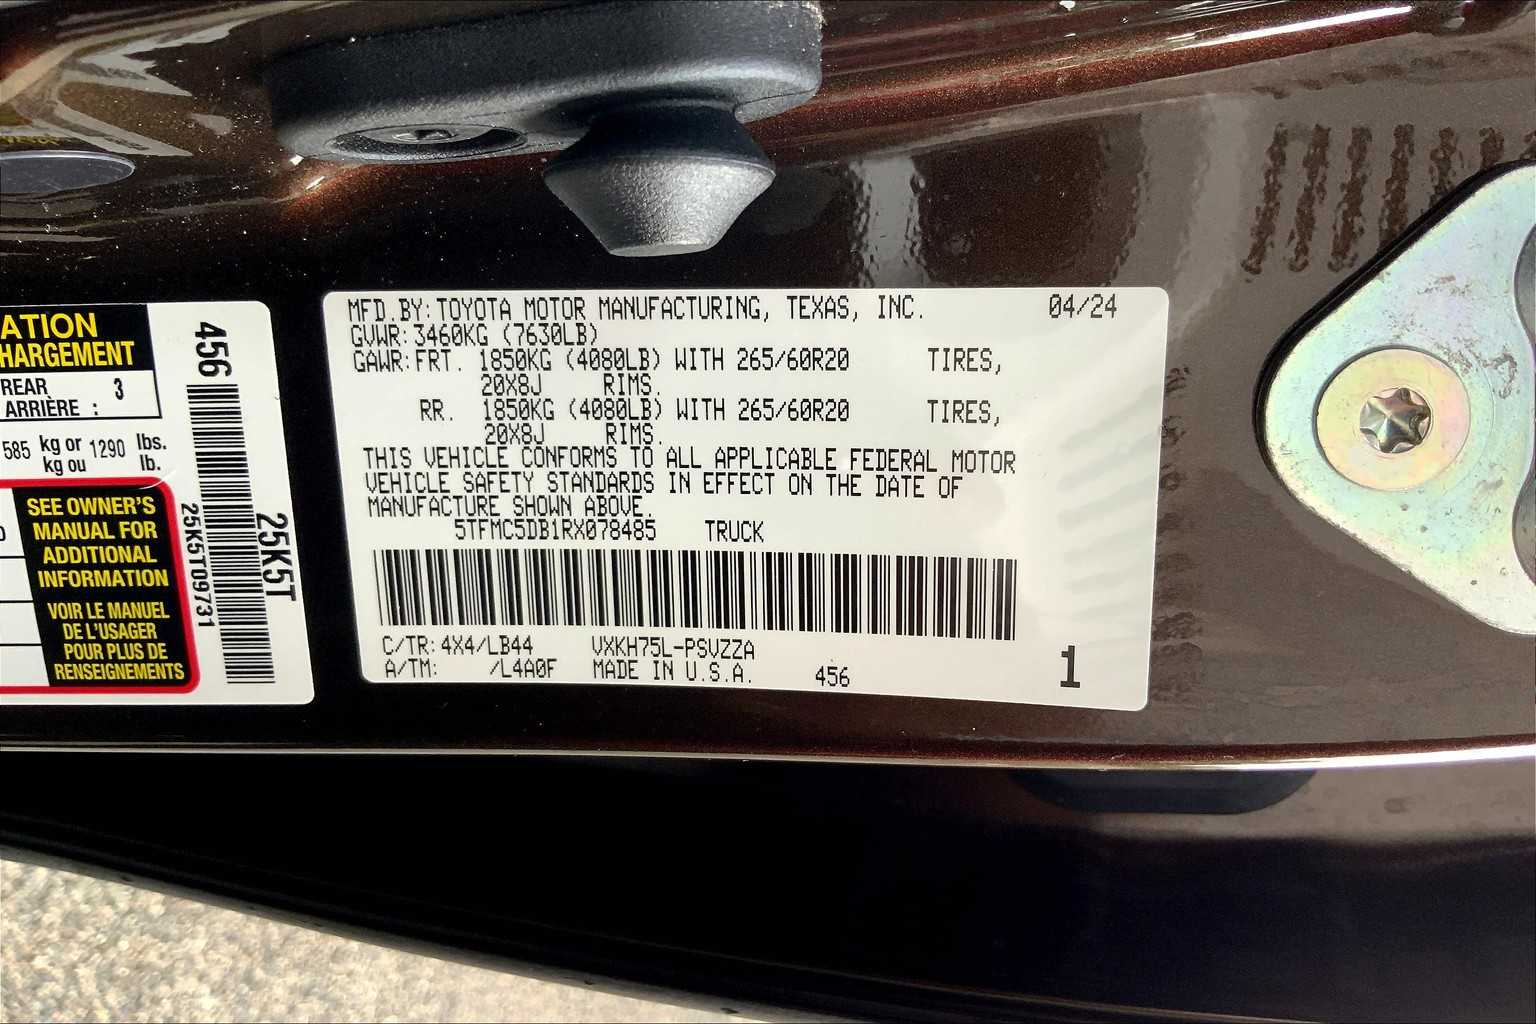 ATION
HARGEMENT
REAR
ARRIÈRE : 3
585 kg or 1290 lbs.
kg ou lb.
SEE OWNER'S
MANUAL FOR
ADDITIONAL
INFORMATION
VOIR LE MANUEL
DE L'USAGER
POUR PLUS DE
RENSEIGNEMENTS
456
25K5T09731
25K5T
MFD.BY:TOYOTA MOTOR MANUFACTURING, TEXAS, INC. 04/24
GVWR:3460KG (7630LB)
GAWR:FRT. 1850KG (4080LB) WITH 265/60R20 TIRES,
20X8J RIMS.
RR. 1850KG (4080LB) WITH 265/60R20 TIRES,
20X8J RIMS.
THIS VEHICLE CONFORMS TO ALL APPLICABLE FEDERAL MOTOR
VEHICLE SAFETY STANDARDS IN EFFECT ON THE DATE OF
MANUFACTURE SHOWN ABOVE.
5TFMC5DB1RX078485 TRUCK
C/TR:4X4/LB44 VXKH75L-PSVZZA
A/TM: /L4A0F MADE IN U.S.A. 456
1